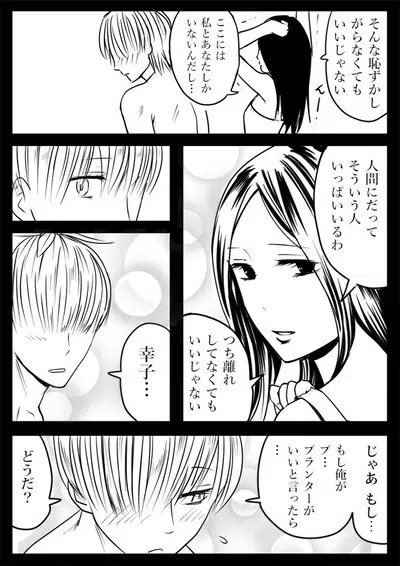 そんな恥ずかし
がらなくても
いいじゃない
ここには
私とあなたしか
いないんだし…
人間にだって
そういう人
いっぱいいるわ
つち離れ
してなくても
いいじゃない
幸子…
じゃあ もし…
もし俺が
プ…
プランターが
いいと言ったら
どうだ？